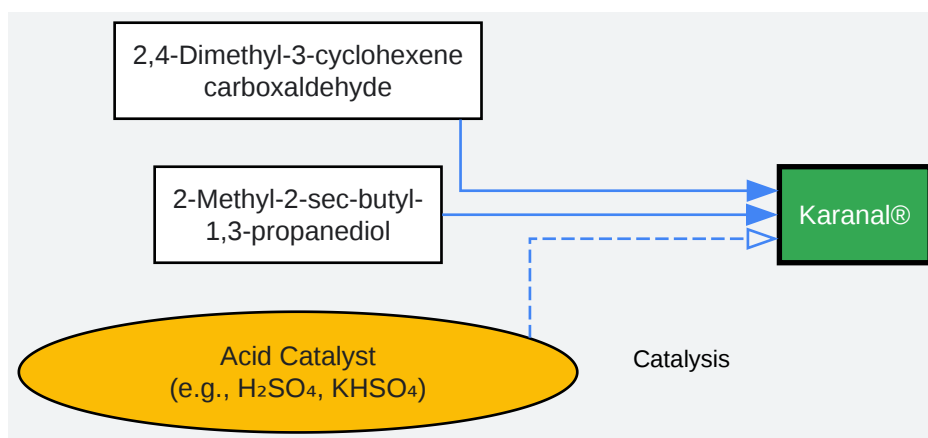 2,4-Dimethyl-3-cyclohexene
carboxaldehyde
2-Methyl-2-sec-butyl-
1,3-propanediol
Karanal®
Acid Catalyst
(e.g., H₂SO₄, KHSO₄)
Catalysis